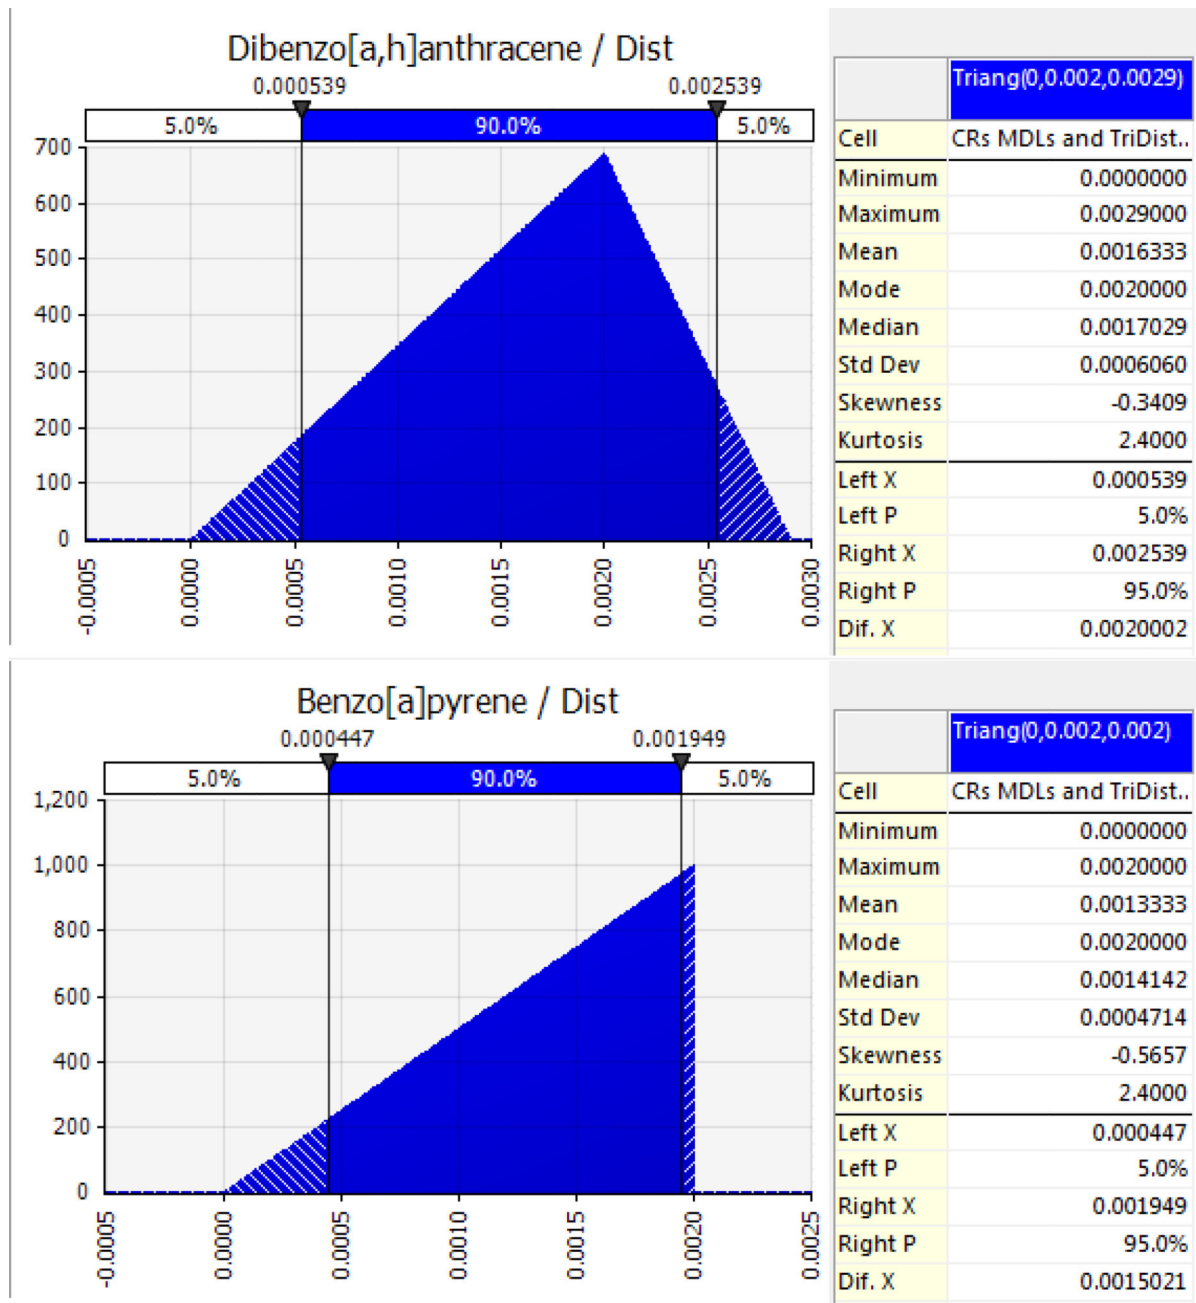 Dibenzo[a,h]anthracene / Dist
0.000539 0.002539
5.0% 90.0% 5.0%
700
600
500
400
300
200
100
0
-0.0005 0.0000 0.0005 0.0010 0.0015 0.0020 0.0025 0.0030
Triang(0,0.002,0.0029)
Cell CRs MDLs and TriDist..
Minimum 0.0000000
Maximum 0.0029000
Mean 0.0016333
Mode 0.0020000
Median 0.0017029
Std Dev 0.0006060
Skewness -0.3409
Kurtosis 2.4000
Left X 0.000539
Left P 5.0%
Right X 0.002539
Right P 95.0%
Dif. X 0.0020002
Benzo[a]pyrene / Dist
0.000447 0.001949
5.0% 90.0% 5.0%
1,200
1,000
800
600
400
200
0
-0.0005 0.0000 0.0005 0.0010 0.0015 0.0020 0.0025
Triang(0,0.002,0.002)
Cell CRs MDLs and TriDist..
Minimum 0.0000000
Maximum 0.0020000
Mean 0.0013333
Mode 0.0020000
Median 0.0014142
Std Dev 0.0004714
Skewness -0.5657
Kurtosis 2.4000
Left X 0.000447
Left P 5.0%
Right X 0.001949
Right P 95.0%
Dif. X 0.0015021